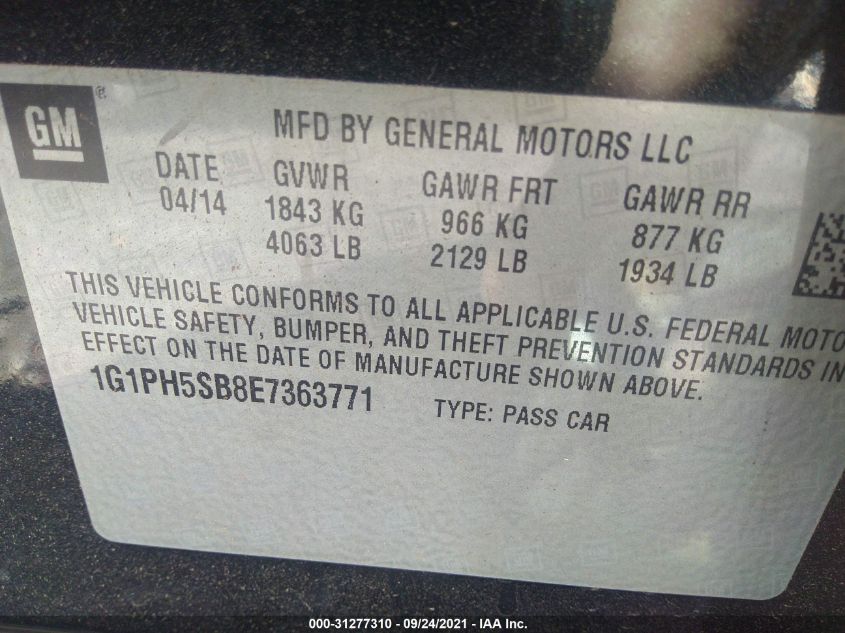 GM ®
MFD BY GENERAL MOTORS LLC
DATE GVWR GAWR FRT GAWR RR
04/14 1843 KG 966 KG 877 KG
4063 LB 2129 LB 1934 LB
THIS VEHICLE CONFORMS TO ALL APPLICABLE U.S. FEDERAL MOTO
VEHICLE SAFETY, BUMPER, AND THEFT PREVENTION STANDARDS IN
EFFECT ON THE DATE OF MANUFACTURE SHOWN ABOVE.
1G1PH5SB8E7363771 TYPE: PASS CAR
000-31277310 - 09/24/2021 - IAA Inc.